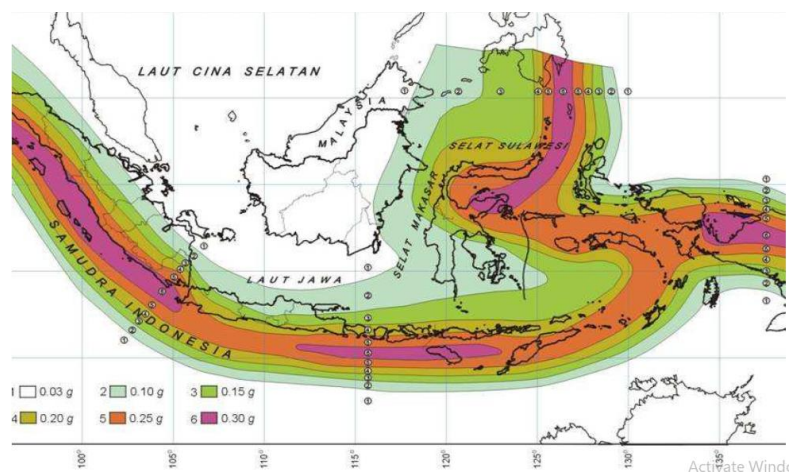 LAUT CINA SELATAN
MALAYSIA
SELAT SULAWESI
SELAT MAKASAR
LAUT JAWA
SAMUDRA INDONESIA
1 0.03 g 2 0.10 g 3 0.15 g
4 0.20 g 5 0.25 g 6 0.30 g
100° 105° 110° 115° 120° 125° 130° 135°
Activate Wind